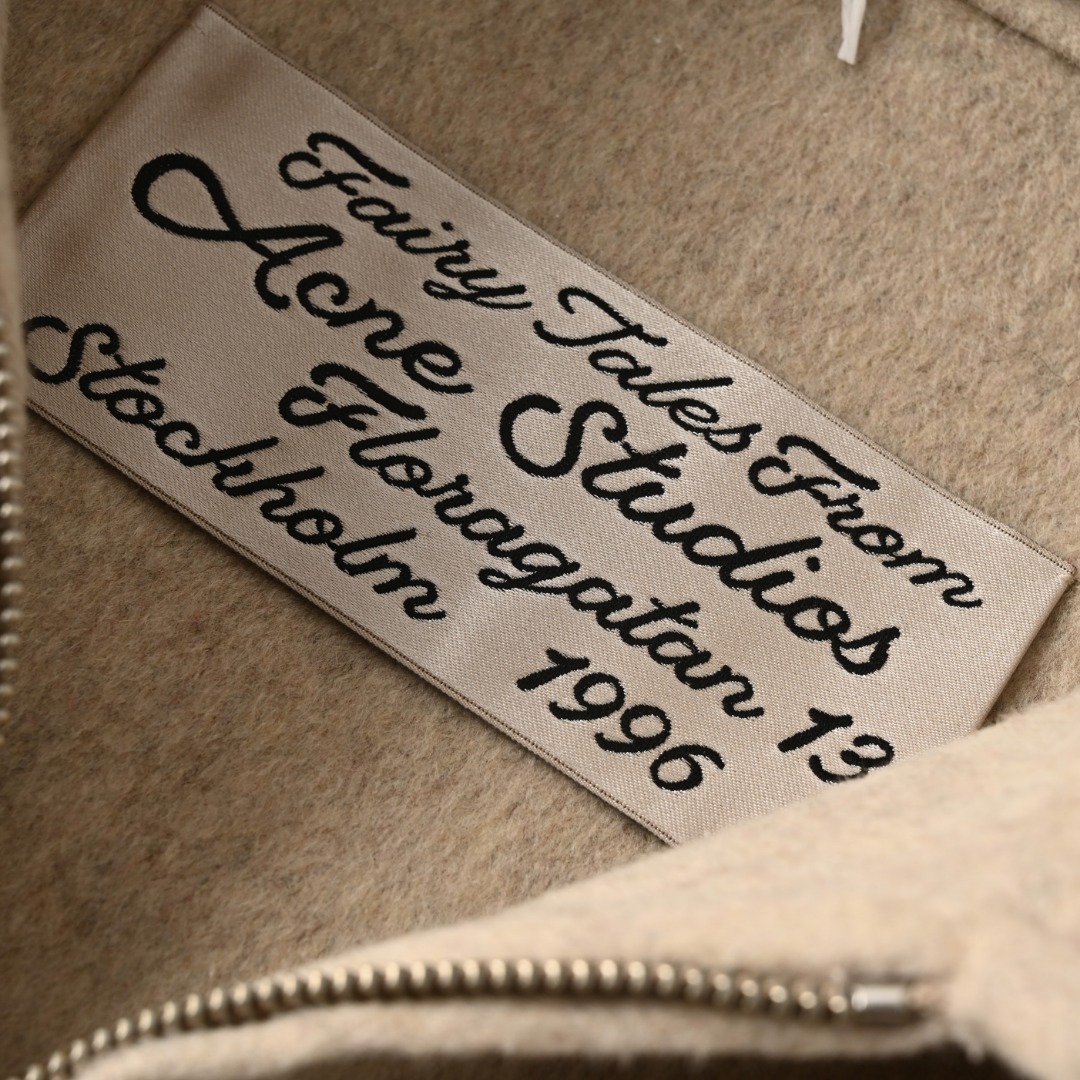 Fairy Tales From
Acne Studios
Floragatan 13
Stockholm 1996